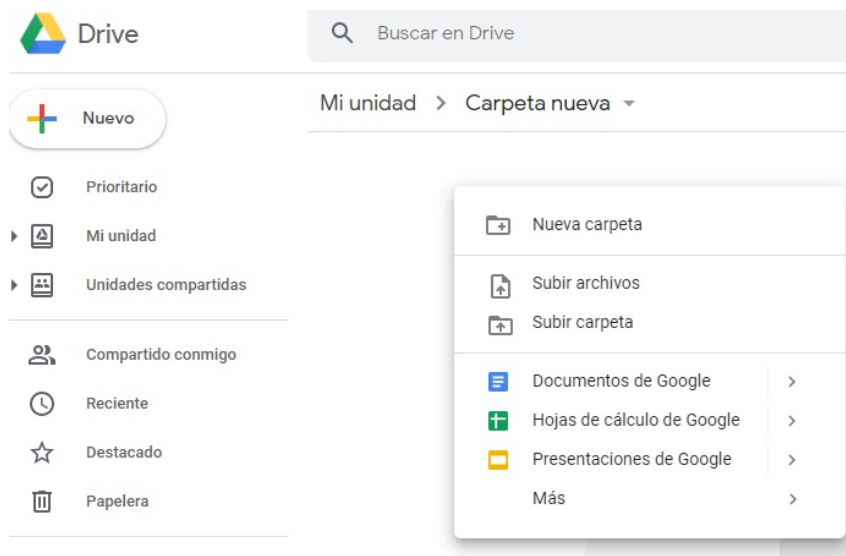 Drive
Buscar en Drive
Mi unidad > Carpeta nueva
Nuevo
Prioritario
Mi unidad
Unidades compartidas
Compartido conmigo
Reciente
Destacado
Papelera
Nueva carpeta
Subir archivos
Subir carpeta
Documentos de Google
Hojas de cálculo de Google
Presentaciones de Google
Más